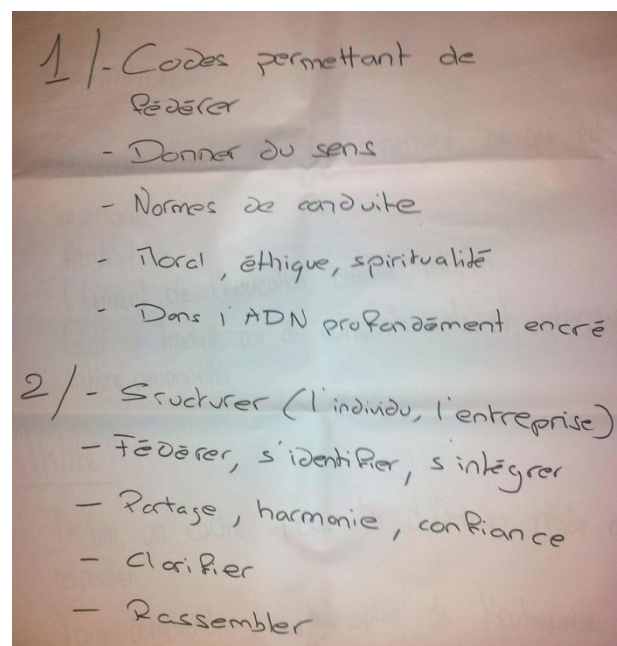 1/- Codes permettant de
fédérer
- Donner du sens
- Normes de conduite
- Moral, éthique, spiritualité
- Dans l'ADN profondément encré
2/- Structurer (l'individu, l'entreprise)
- Fédérer, s'identifier, s'intégrer
- Partage, harmonie, confiance
- Clarifier
- Rassembler